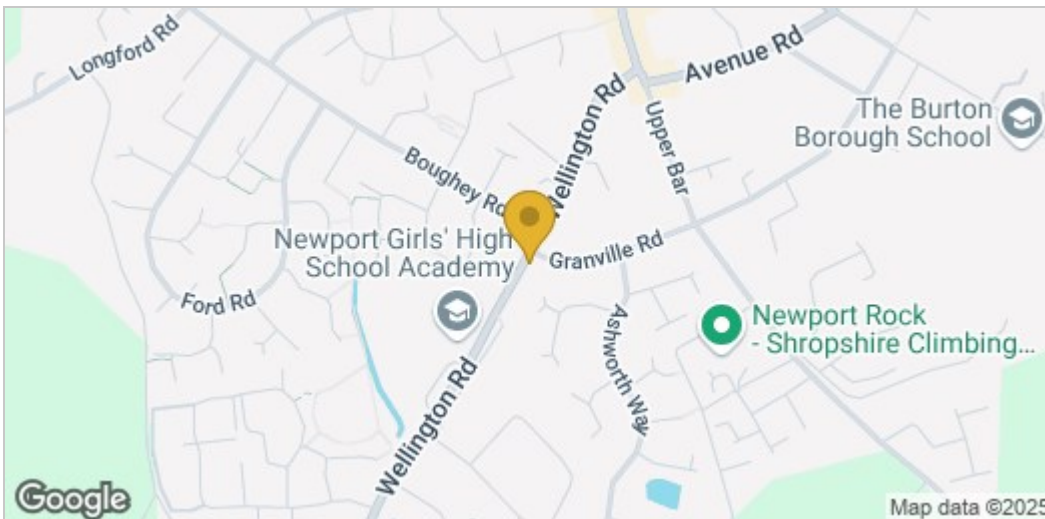 Longford Rd
Avenue Rd
Wellington Rd
The Burton
Borough School
Upper Bar
Boughey Rd
Newport Girls' High
School Academy
Granville Rd
Ford Rd
Newport Rock
- Shropshire Climbing...
Ashworth Way
Wellington Rd
Google
Map data ©2025